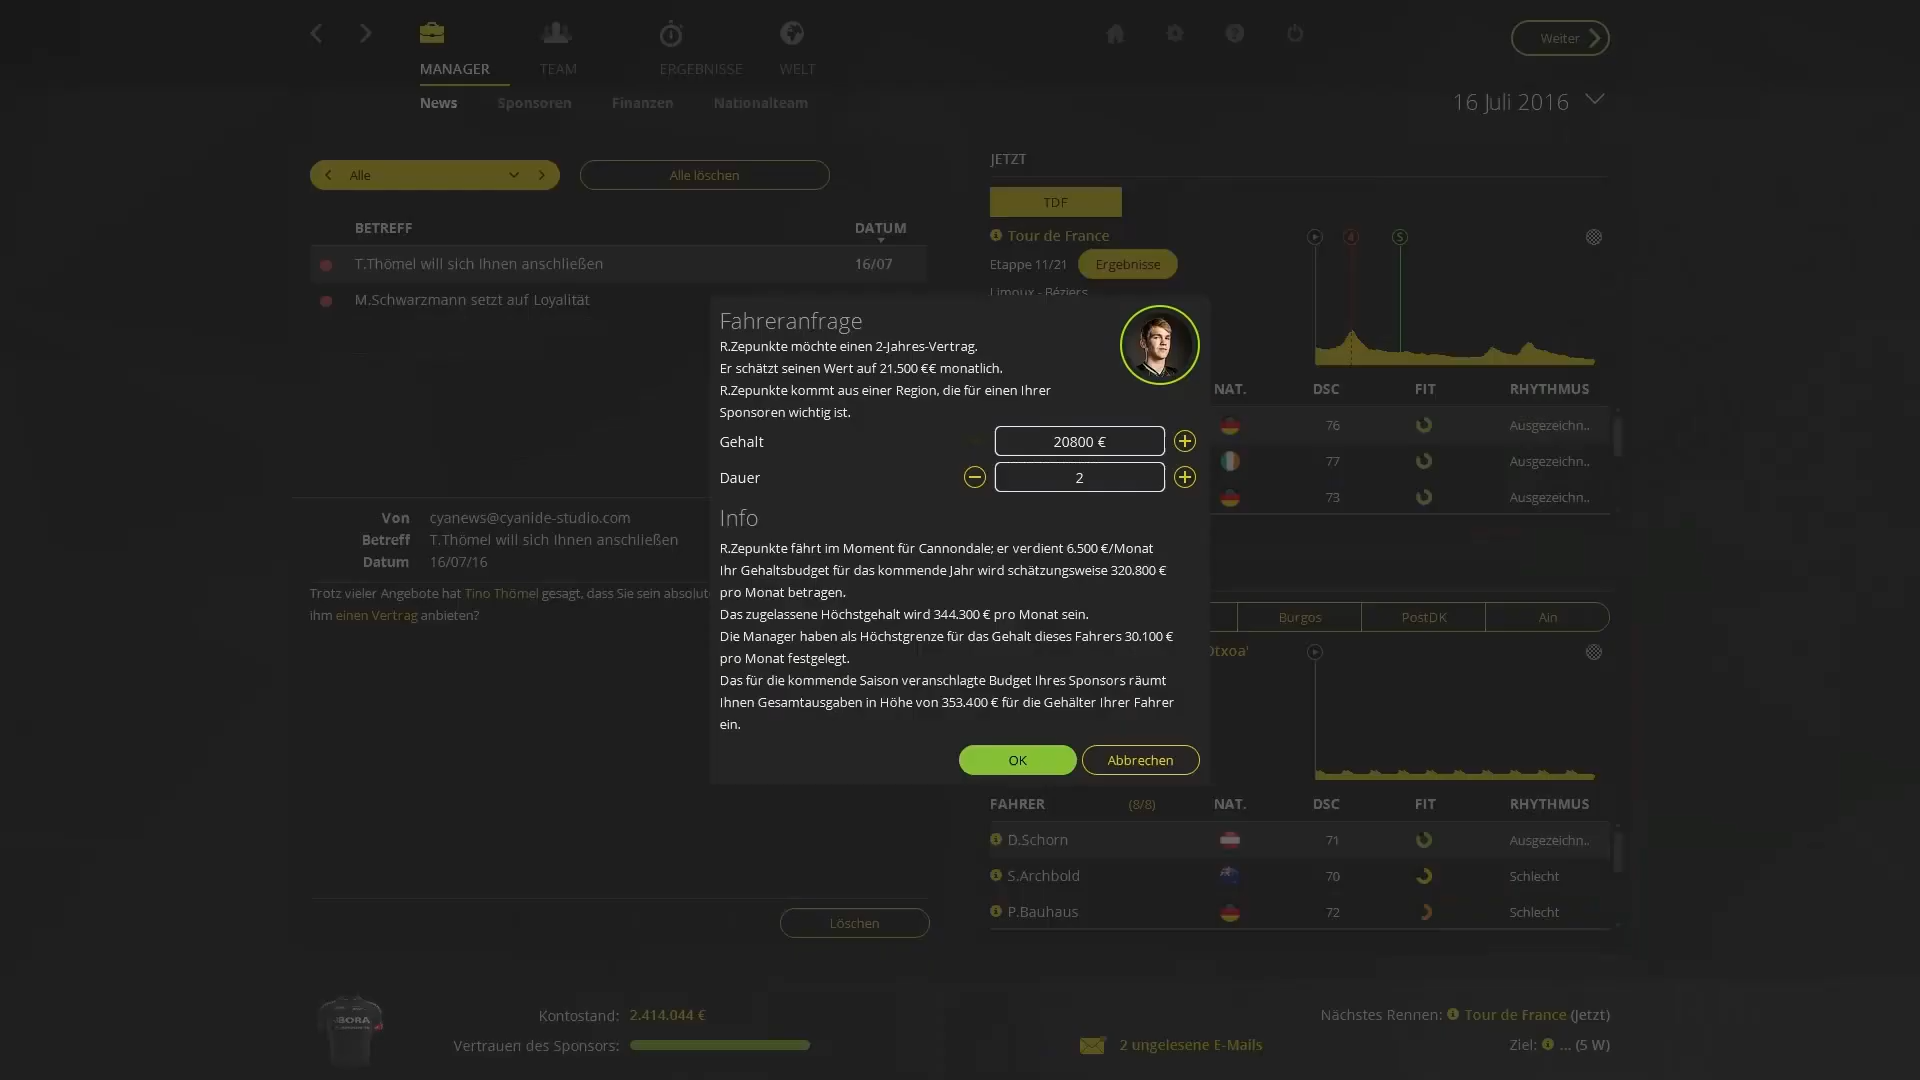 Weiter
MANAGER
TEAM
ERGEBNISSE
WELT
News
Sponsoren
Finanzen
Nationalteam
16 Juli 2016
Alle
Alle löschen
BETREFF
DATUM
T.Thömel will sich Ihnen anschließen
16/07
M.Schwarzmann setzt auf Loyalität
JETZT
TDF
Tour de France
Etappe 11/21
Ergebnisse
Limoux - Béziers
4
S
NAT.
DSC
FIT
RHYTHMUS
76
Ausgezeichn..
77
Ausgezeichn..
73
Ausgezeichn..
Fahreranfrage
R.Zepunkte möchte einen 2-Jahres-Vertrag.
Er schätzt seinen Wert auf 21.500 €€ monatlich.
R.Zepunkte kommt aus einer Region, die für einen Ihrer
Sponsoren wichtig ist.
Gehalt
20800 €
Dauer
2
Info
R.Zepunkte fährt im Moment für Cannondale; er verdient 6.500 €/Monat
Ihr Gehaltsbudget für das kommende Jahr wird schätzungsweise 320.800 €
pro Monat betragen.
Das zugelassene Höchstgehalt wird 344.300 € pro Monat sein.
Die Manager haben als Höchstgrenze für das Gehalt dieses Fahrers 30.100 €
pro Monat festgelegt.
Das für die kommende Saison veranschlagte Budget Ihres Sponsors räumt
Ihnen Gesamtausgaben in Höhe von 353.400 € für die Gehälter Ihrer Fahrer
ein.
OK
Abbrechen
Von
cyanews@cyanide-studio.com
Betreff
T.Thömel will sich Ihnen anschließen
Datum
16/07/16
Trotz vieler Angebote hat Tino Thömel gesagt, dass Sie sein absolut
ihm einen Vertrag anbieten?
Löschen
Burgos
PostDK
Ain
Otxoa'
FAHRER
(8/8)
NAT.
DSC
FIT
RHYTHMUS
D.Schorn
71
Ausgezeichn..
S.Archbold
70
Schlecht
P.Bauhaus
72
Schlecht
BORA
Kontostand: 2.414.044 €
Vertrauen des Sponsors:
2 ungelesene E-Mails
Nächstes Rennen: Tour de France (Jetzt)
Ziel: ... (5 W)